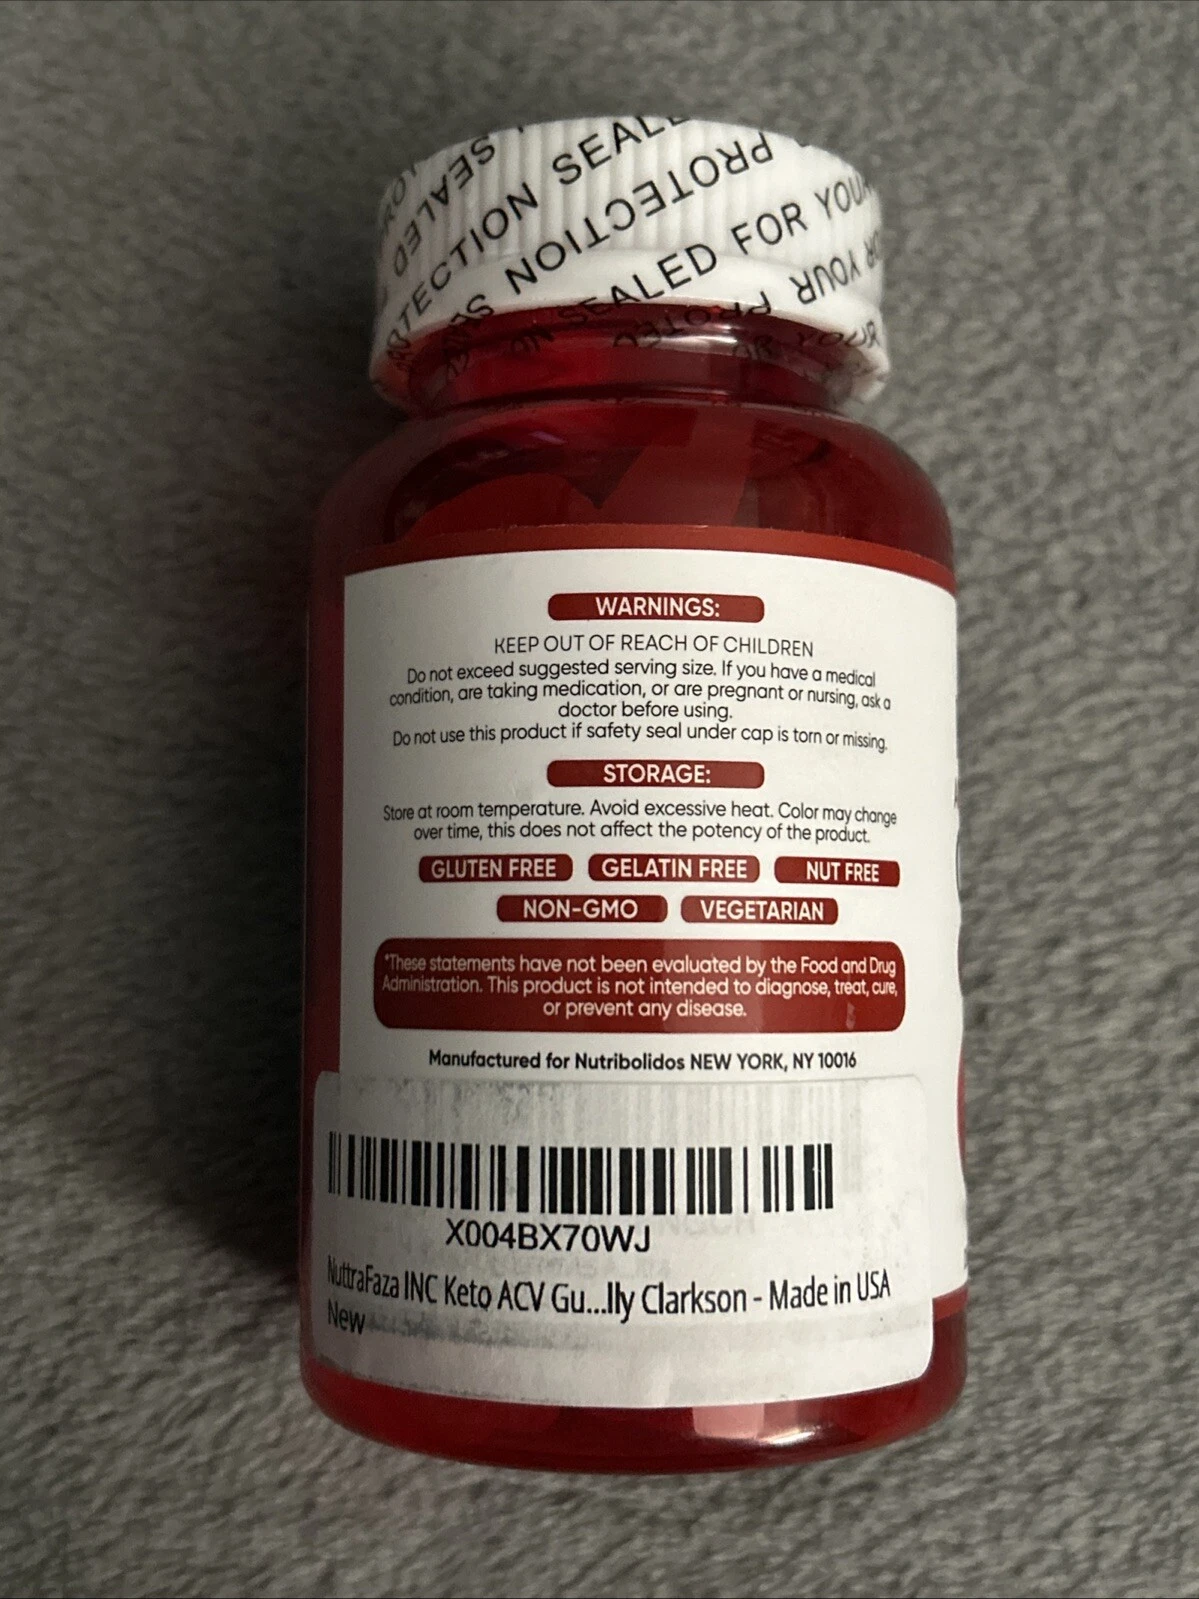 SEALED
PROTECTION SEALED
PROTECTION
SEALED FOR YOUR
YOUR
WARNINGS:
KEEP OUT OF REACH OF CHILDREN
Do not exceed suggested serving size. If you have a medical
condition, are taking medication, or are pregnant or nursing, ask a
doctor before using.
Do not use this product if safety seal under cap is torn or missing.
STORAGE:
Store at room temperature. Avoid excessive heat. Color may change
over time, this does not affect the potency of the product.
GLUTEN FREE GELATIN FREE NUT FREE
NON-GMO VEGETARIAN
*These statements have not been evaluated by the Food and Drug
Administration. This product is not intended to diagnose, treat, cure,
or prevent any disease.
Manufactured for Nutribolidos NEW YORK, NY 10016
X004BX70WJ
NuttraFaza INC Keto ACV Gu...lly Clarkson - Made in USA
New